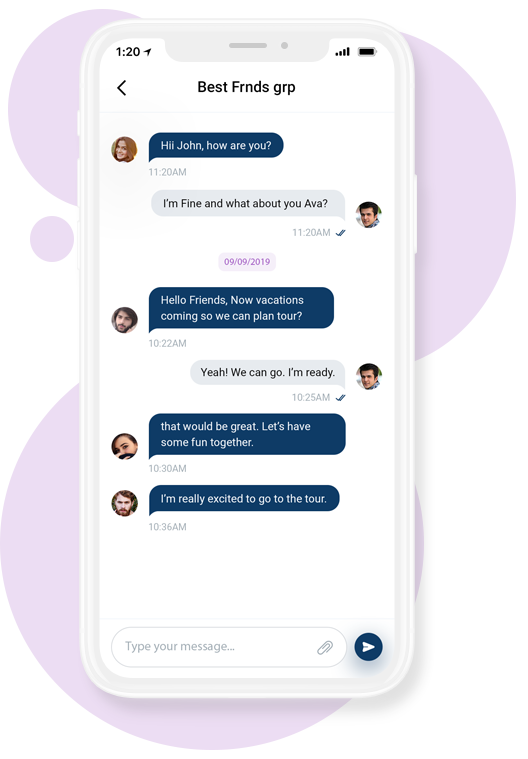 1:20
Best Frnds grp
Hii John, how are you?
11:20AM
I'm Fine and what about you Ava?
11:20AM
09/09/2019
Hello Friends, Now vacations
coming so we can plan tour?
10:22AM
Yeah! We can go. I'm ready.
10:25AM
that would be great. Let's have
some fun together.
10:30AM
I'm really excited to go to the tour.
10:36AM
Type your message...